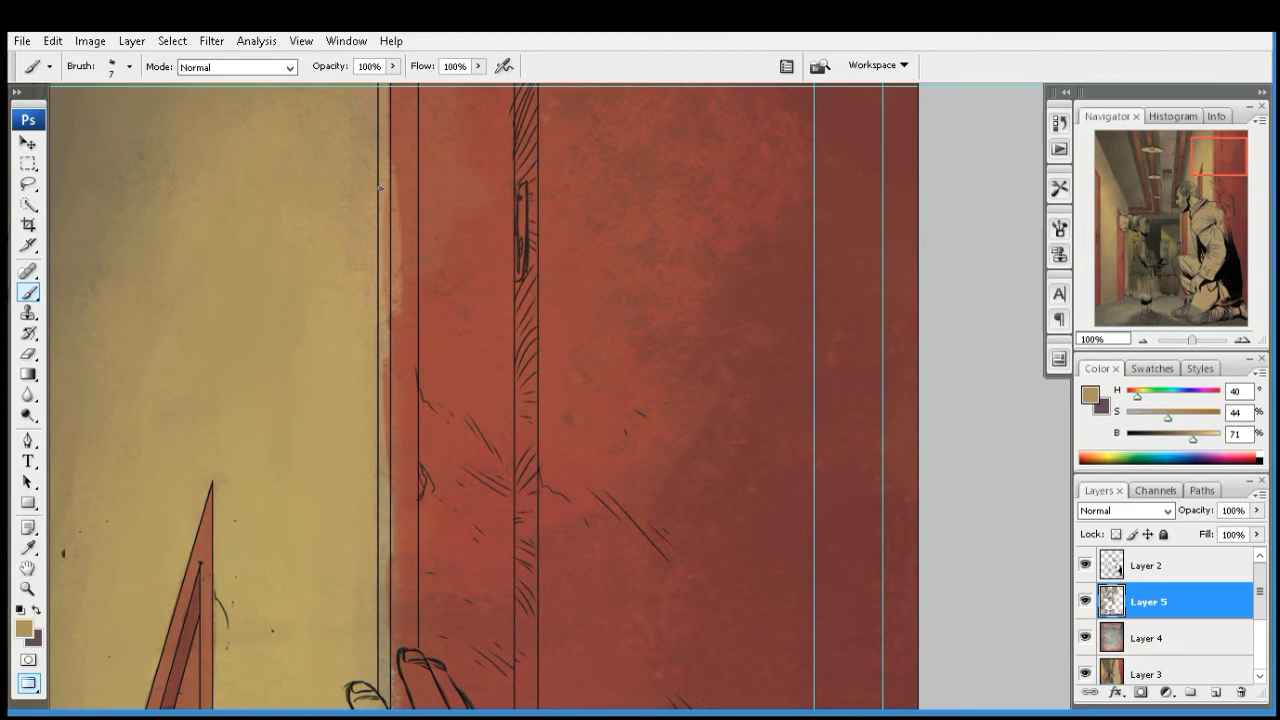 File Edit Image Layer Select Filter Analysis View Window Help
Brush: 7 Mode: Normal Opacity: 100% Flow: 100% Workspace
Ps
Navigator Histogram Info
100%
Color Swatches Styles
H 40 °
S 44 %
B 71 %
Layers Channels Paths
Normal Opacity: 100%
Lock: Fill: 100%
Layer 2
Layer 5
Layer 4
Layer 3